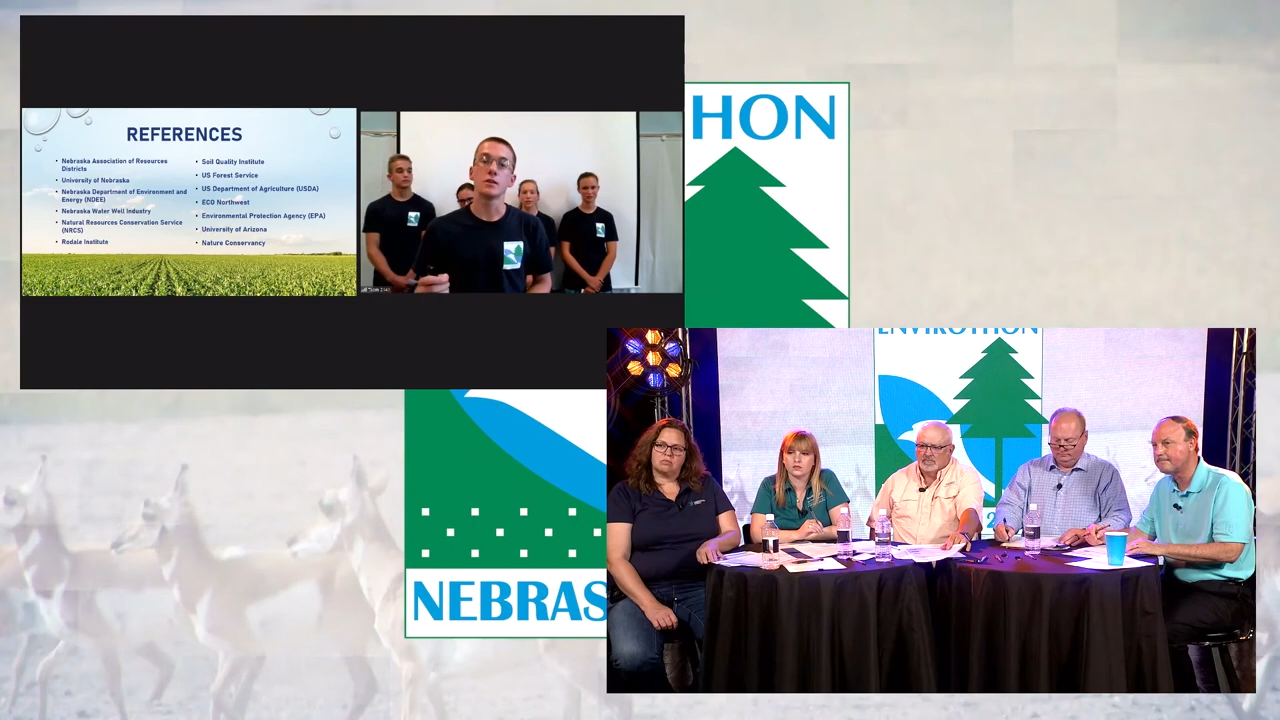 REFERENCES
• Nebraska Association of Resources
Districts
• University of Nebraska
• Nebraska Department of Environment and
Energy (NDEE)
• Nebraska Water Well Industry
• Natural Resources Conservation Service
(NRCS)
• Rodale Institute
• Soil Quality Institute
• US Forest Service
• US Department of Agriculture (USDA)
• ECO Northwest
• Environmental Protection Agency (EPA)
• University of Arizona
• Nature Conservancy
HON
ENVIROTHON
2
NEBRAS